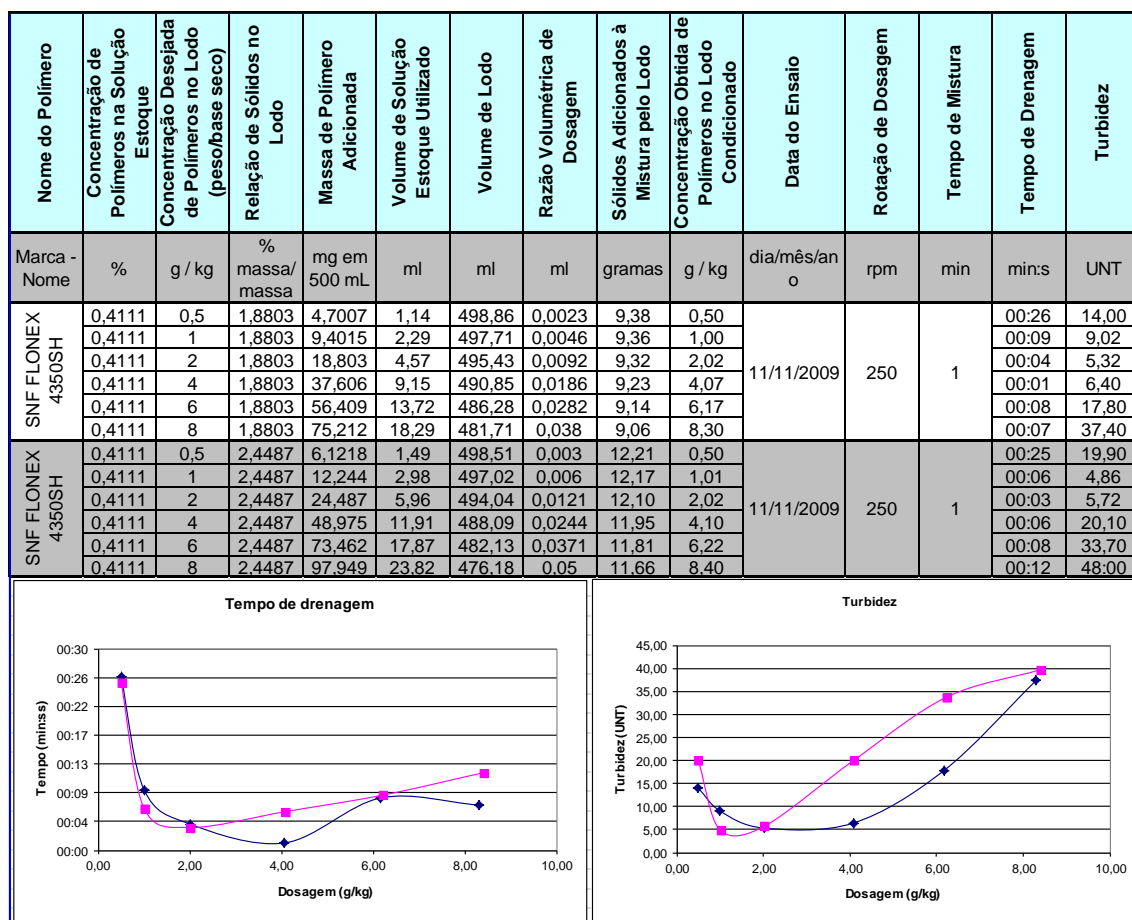 Nome do Polímero
Concentração de
Polímeros na Solução
Estoque
Concentração Desejada
de Polímeros no Lodo
(peso/base seco)
Relação de Sólidos no
Lodo
Massa de Polímero
Adicionada
Volume de Solução
Estoque Utilizado
Volume de Lodo
Razão Volumétrica de
Dosagem
Sólidos Adicionados à
Mistura pelo Lodo
Concentração Obtida de
Polímeros no Lodo
Condicionado
Data do Ensaio
Rotação de Dosagem
Tempo de Mistura
Tempo de Drenagem
Turbidez
Marca -
Nome
%
g / kg
%
massa/
massa
mg em
500 mL
ml
ml
ml
gramas
g / kg
dia/mês/an
o
rpm
min
min:s
UNT
SNF FLONEX
4350SH
0,4111 0,5 1,8803 4,7007 1,14 498,86 0,0023 9,38 0,50 00:26 14,00
0,4111 1 1,8803 9,4015 2,29 497,71 0,0046 9,36 1,00 00:09 9,02
0,4111 2 1,8803 18,803 4,57 495,43 0,0092 9,32 2,02 00:04 5,32
11/11/2009 250 1
0,4111 4 1,8803 37,606 9,15 490,85 0,0186 9,23 4,07 00:01 6,40
0,4111 6 1,8803 56,409 13,72 486,28 0,0282 9,14 6,17 00:08 17,80
0,4111 8 1,8803 75,212 18,29 481,71 0,038 9,06 8,30 00:07 37,40
SNF FLONEX
4350SH
0,4111 0,5 2,4487 6,1218 1,49 498,51 0,003 12,21 0,50 00:25 19,90
0,4111 1 2,4487 12,244 2,98 497,02 0,006 12,17 1,01 00:06 4,86
0,4111 2 2,4487 24,487 5,96 494,04 0,0121 12,10 2,02 00:03 5,72
11/11/2009 250 1
0,4111 4 2,4487 48,975 11,91 488,09 0,0244 11,95 4,10 00:06 20,10
0,4111 6 2,4487 73,462 17,87 482,13 0,0371 11,81 6,22 00:08 33,70
0,4111 8 2,4487 97,949 23,82 476,18 0,05 11,66 8,40 00:12 48:00
Tempo de drenagem
00:30
00:26
00:22
00:17
00:13
00:09
00:04
00:00
Tempo (min:ss)
0,00 2,00 4,00 6,00 8,00 10,00
Dosagem (g/kg)
Turbidez
45,00
40,00
35,00
30,00
25,00
20,00
15,00
10,00
5,00
0,00
Turbidez (UNT)
0,00 2,00 4,00 6,00 8,00 10,00
Dosagem (g/kg)